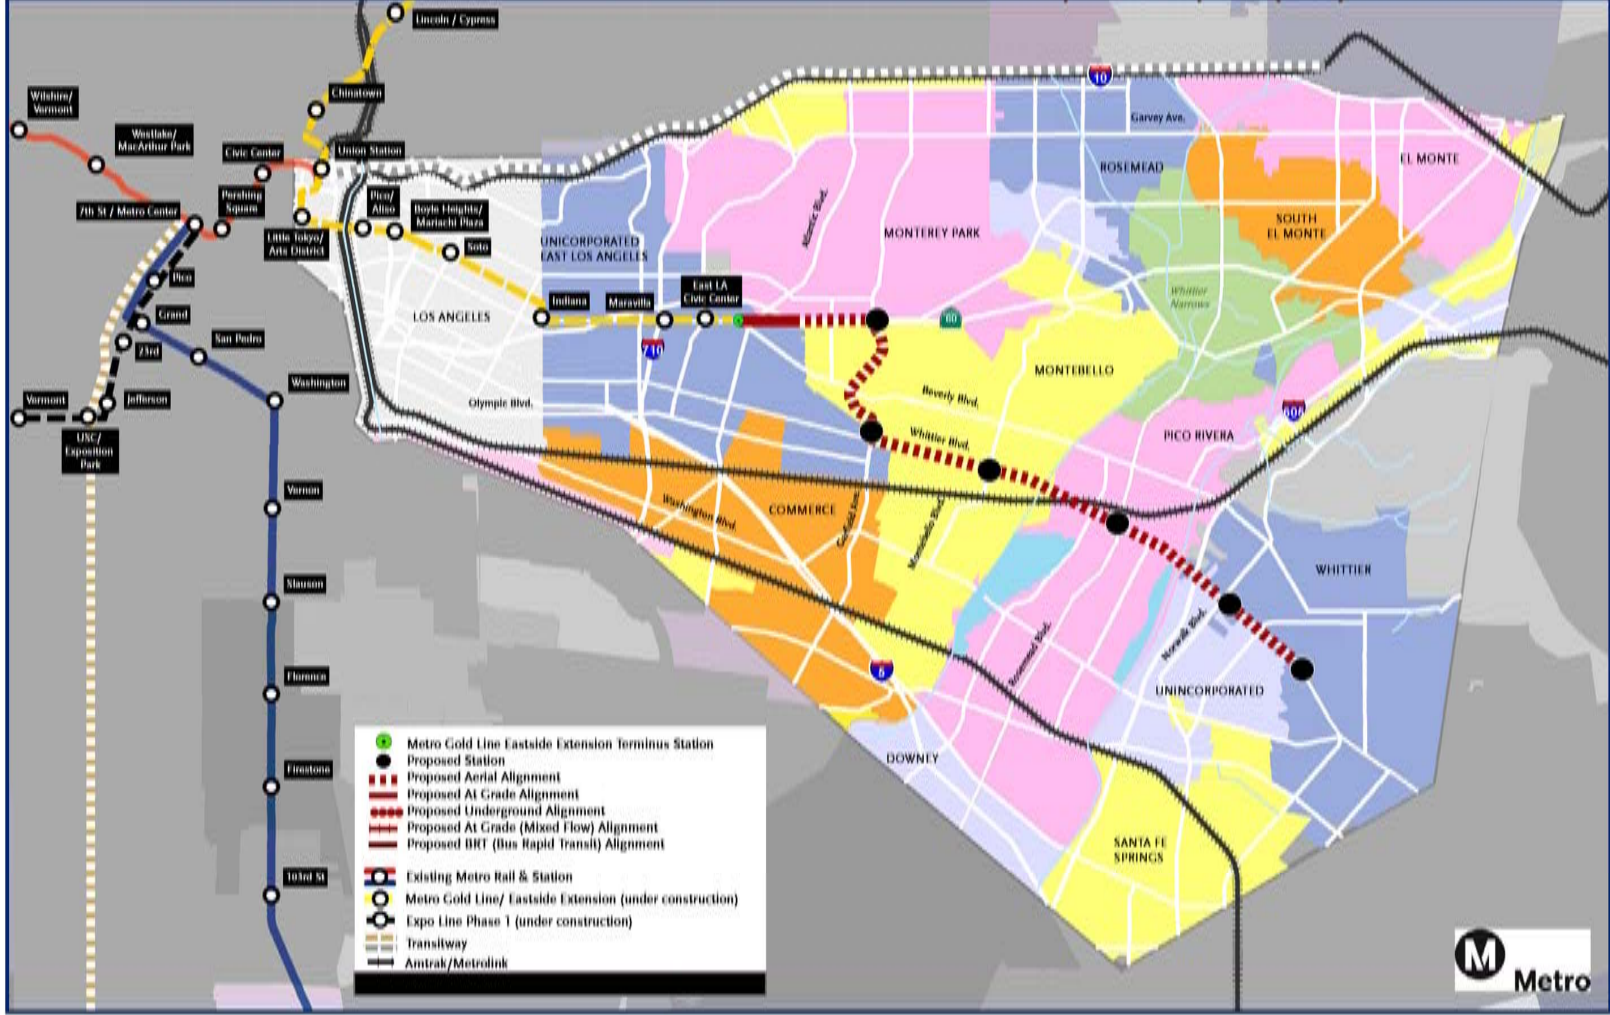 Lincoln / Cypress
Chinatown
Wilshire/
Vermont
Westlake/
MacArthur Park
Civic Center
Union Station
Pershing
Square
7th St / Metro Center
Pico/
Aliso
Boyle Heights/
Mariachi Plaza
Little Tokyo/
Arts District
Soto
Pico
Grand
23rd
San Pedro
Jefferson
Washington
Vermont
USC/
Exposition
Park
Vernon
Slauson
Florence
Firestone
103rd St
Indiana
Maravilla
East LA
Civic Center
LOS ANGELES
UNICORPORATED
EAST LOS ANGELES
Olympic Blvd.
710
10
Garvey Ave.
ROSEMEAD
EL MONTE
SOUTH
EL MONTE
Atlantic Blvd.
MONTEREY PARK
Whittier
Narrows
60
MONTEBELLO
Beverly Blvd.
Whittier Blvd.
605
PICO RIVERA
COMMERCE
Washington Blvd.
Garfield Ave.
Montebello Blvd.
WHITTIER
Norwalk Blvd.
Rosemead Blvd.
UNINCORPORATED
5
DOWNEY
SANTA FE
SPRINGS
Metro Gold Line Eastside Extension Terminus Station
Proposed Station
Proposed Aerial Alignment
Proposed At Grade Alignment
Proposed Underground Alignment
Proposed At Grade (Mixed Flow) Alignment
Proposed BRT (Bus Rapid Transit) Alignment
Existing Metro Rail & Station
Metro Gold Line/ Eastside Extension (under construction)
Expo Line Phase 1 (under construction)
Transitway
Amtrak/Metrolink
M
Metro